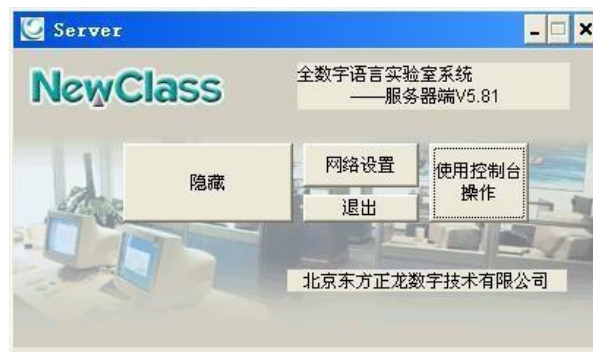 Server
NewClass
全数字语言实验室系统
——服务器端V5.81
隐藏
网络设置
退出
使用控制台
操作
北京东方正龙数字技术有限公司